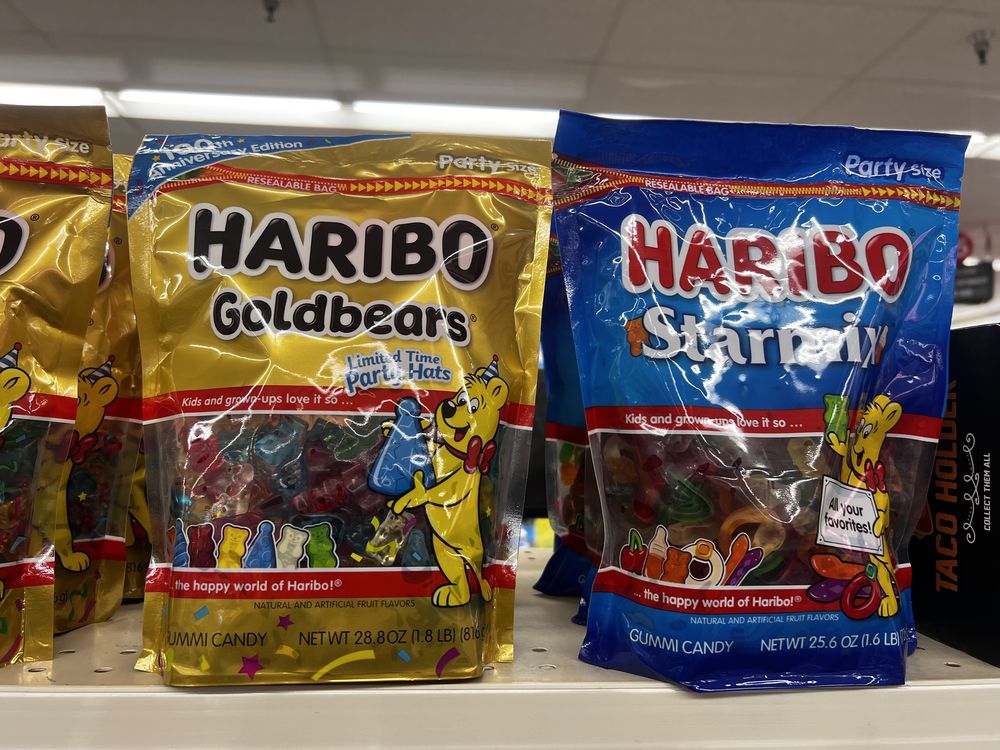 Party size
100th
Anniversary Edition
Party size
RESEALABLE BAG
HARIBO
Goldbears
Limited Time
Party Hats
Kids and grown-ups love it so ...
the happy world of Haribo!®
NATURAL AND ARTIFICIAL FRUIT FLAVORS
UMMI CANDY NET WT 28.8 OZ (1.8 LB) (816
Party size
RESEALABLE BAG
HARIBO
Starmix
Kids and grown-ups love it so ...
All your
favorites!
... the happy world of Haribo!®
NATURAL AND ARTIFICIAL FRUIT FLAVORS
GUMMI CANDY NET WT 25.6 OZ (1.6 LB)
TACO HOLDER
COLLECT THEM ALL